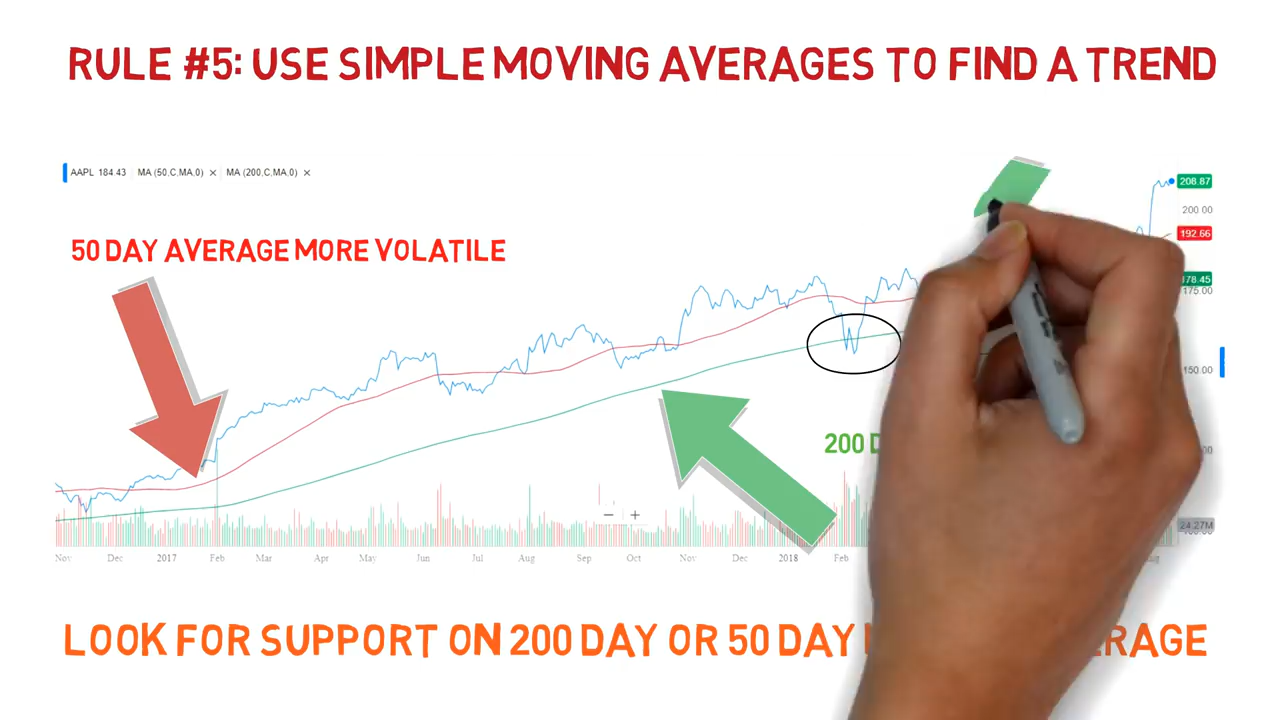 RULE #5: USE SIMPLE MOVING AVERAGES TO FIND A TREND
AAPL 184.43 MA (50,C,MA,0) × MA (200,C,MA,0) ×
208.87
200.00
192.66
50 DAY AVERAGE MORE VOLATILE
178.45
175.00
150.00
200 D
24.27M
Nov Dec 2017 Feb Mar Apr May Jun Jul Aug Sep Oct Nov Dec 2018 Feb
LOOK FOR SUPPORT ON 200 DAY OR 50 DAY